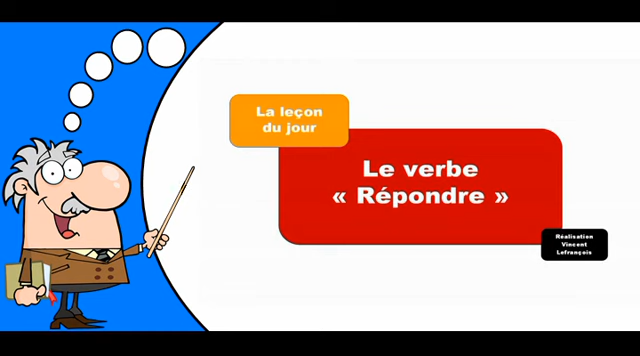 La leçon
du jour
Le verbe
« Répondre »
Réalisation
Vincent
Lefrançois